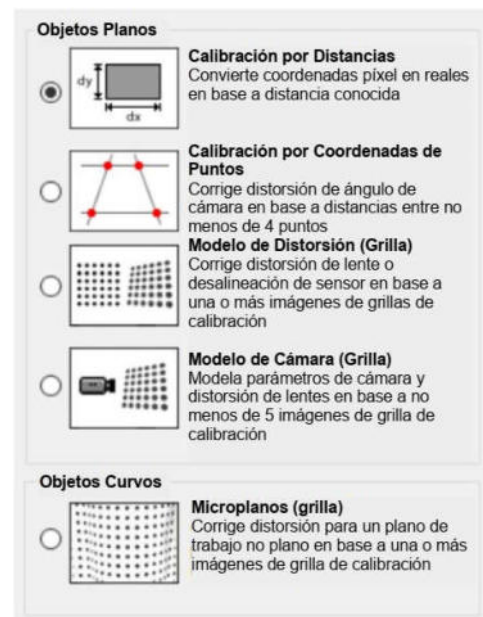 Objetos Planos
Calibración por Distancias
Convierte coordenadas píxel en reales
en base a distancia conocida
dy
dx
Calibración por Coordenadas de
Puntos
Corrige distorsión de ángulo de
cámara en base a distancias entre no
menos de 4 puntos
Modelo de Distorsión (Grilla)
Corrige distorsión de lente o
desalineación de sensor en base a
una o más imágenes de grillas de
calibración
Modelo de Cámara (Grilla)
Modela parámetros de cámara y
distorsión de lentes en base a no
menos de 5 imágenes de grilla de
calibración
Objetos Curvos
Microplanos (grilla)
Corrige distorsión para un plano de
trabajo no plano en base a una o más
imágenes de grilla de calibración